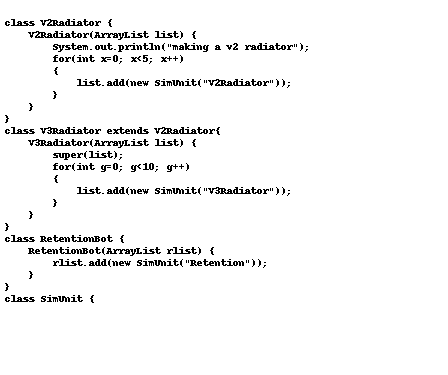 class V2Radiator {
    V2Radiator(ArrayList list) {
        System.out.println("making a v2 radiator");
        for(int x=0; x<5; x++)
        {
            list.add(new SimUnit("V2Radiator"));
        }
    }
}
class V3Radiator extends V2Radiator{
    V3Radiator(ArrayList list) {
        super(list);
        for(int g=0; g<10; g++)
        {
            list.add(new SimUnit("V3Radiator"));
        }
    }
}
class RetentionBot {
    RetentionBot(ArrayList rlist) {
        rlist.add(new SimUnit("Retention"));
    }
}
class SimUnit {